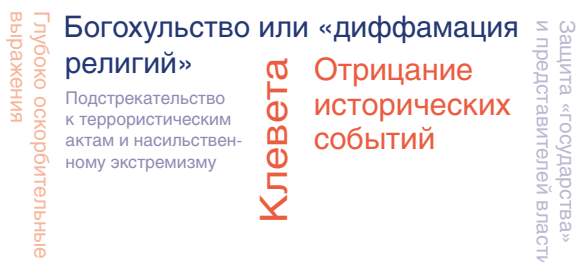 Глубоко оскорбительные
выражения
Богохульство или «диффамация
религий»
Подстрекательство
к террористическим
актам и насильствен-
ному экстремизму
Клевета
Отрицание
исторических
событий
Защита «государства»
и представителей власти